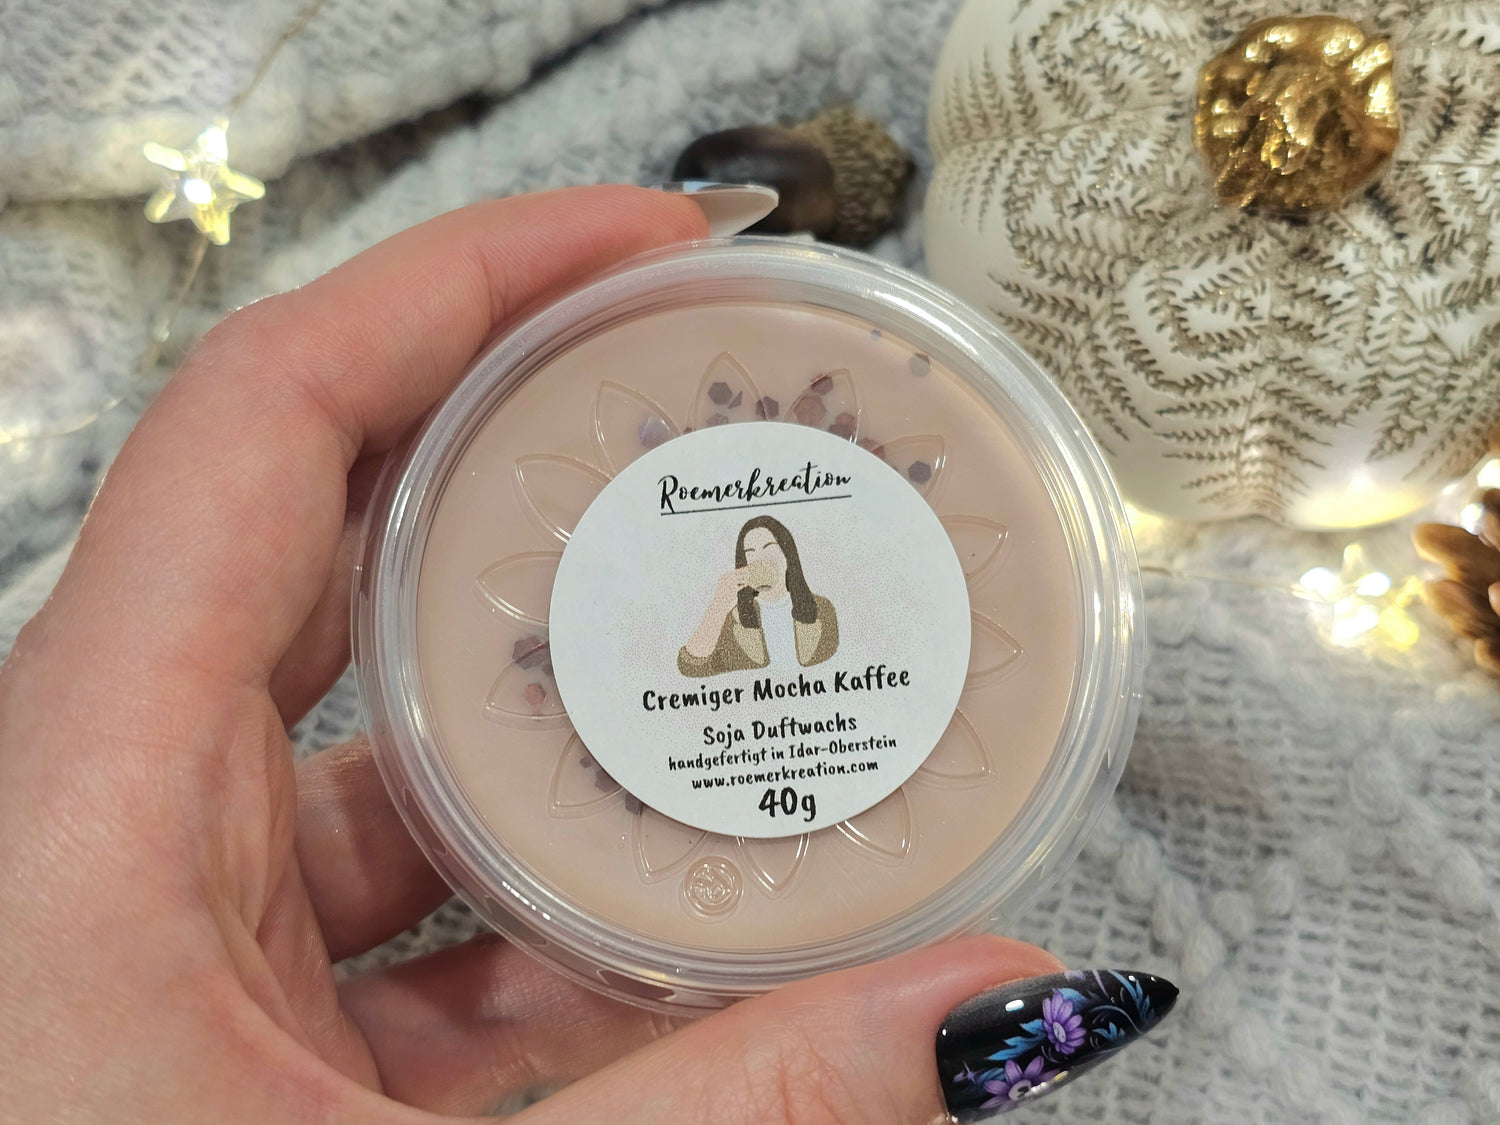 Roemerkreation
Cremiger Mocha Kaffee
Soja Duftwachs
handgefertigt in Idar-Oberstein
www.roemerkreation.com
40g